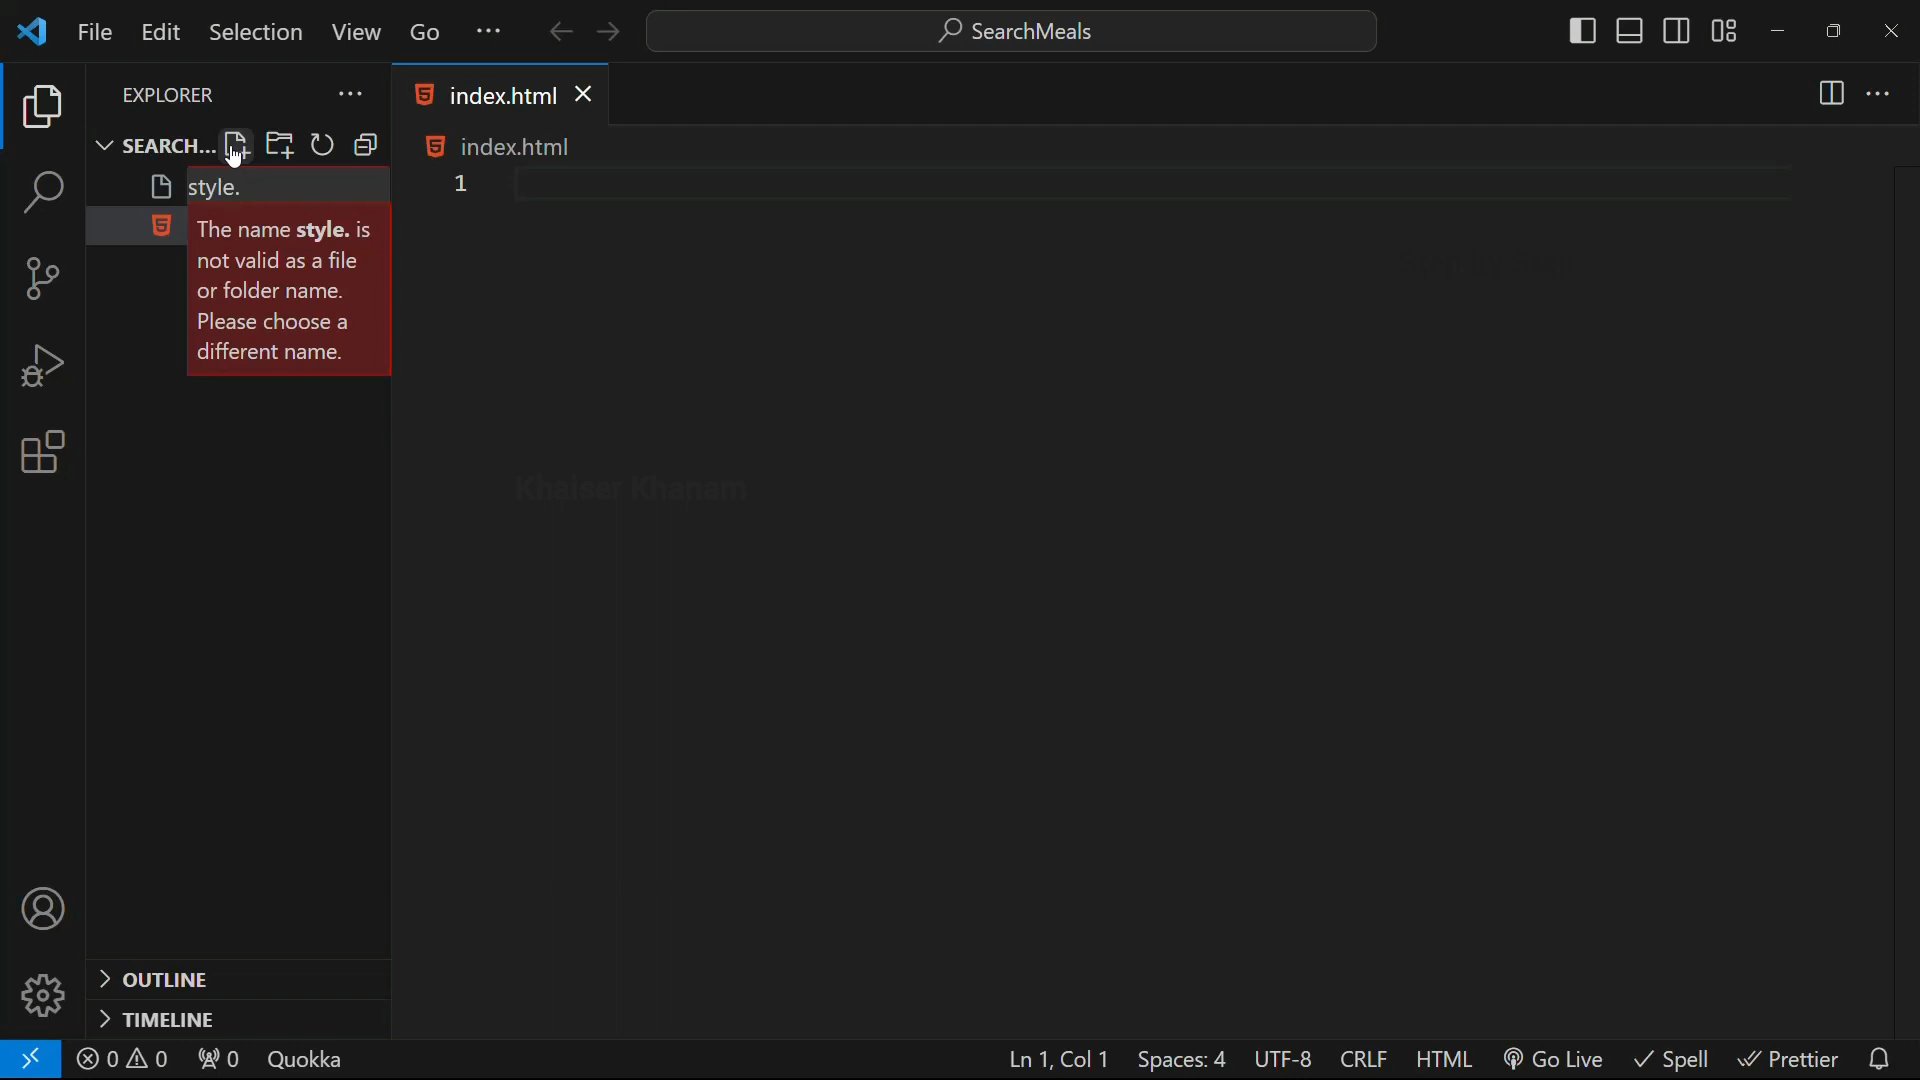 File Edit Selection View Go ··· SearchMeals
EXPLORER ···
index.html
SEARCH...
index.html
style.
1
The name style. is
not valid as a file
or folder name.
Please choose a
different name.
Khaiser Khanam
OUTLINE
TIMELINE
0 0 0 Quokka Ln 1, Col 1 Spaces: 4 UTF-8 CRLF HTML Go Live Spell Prettier